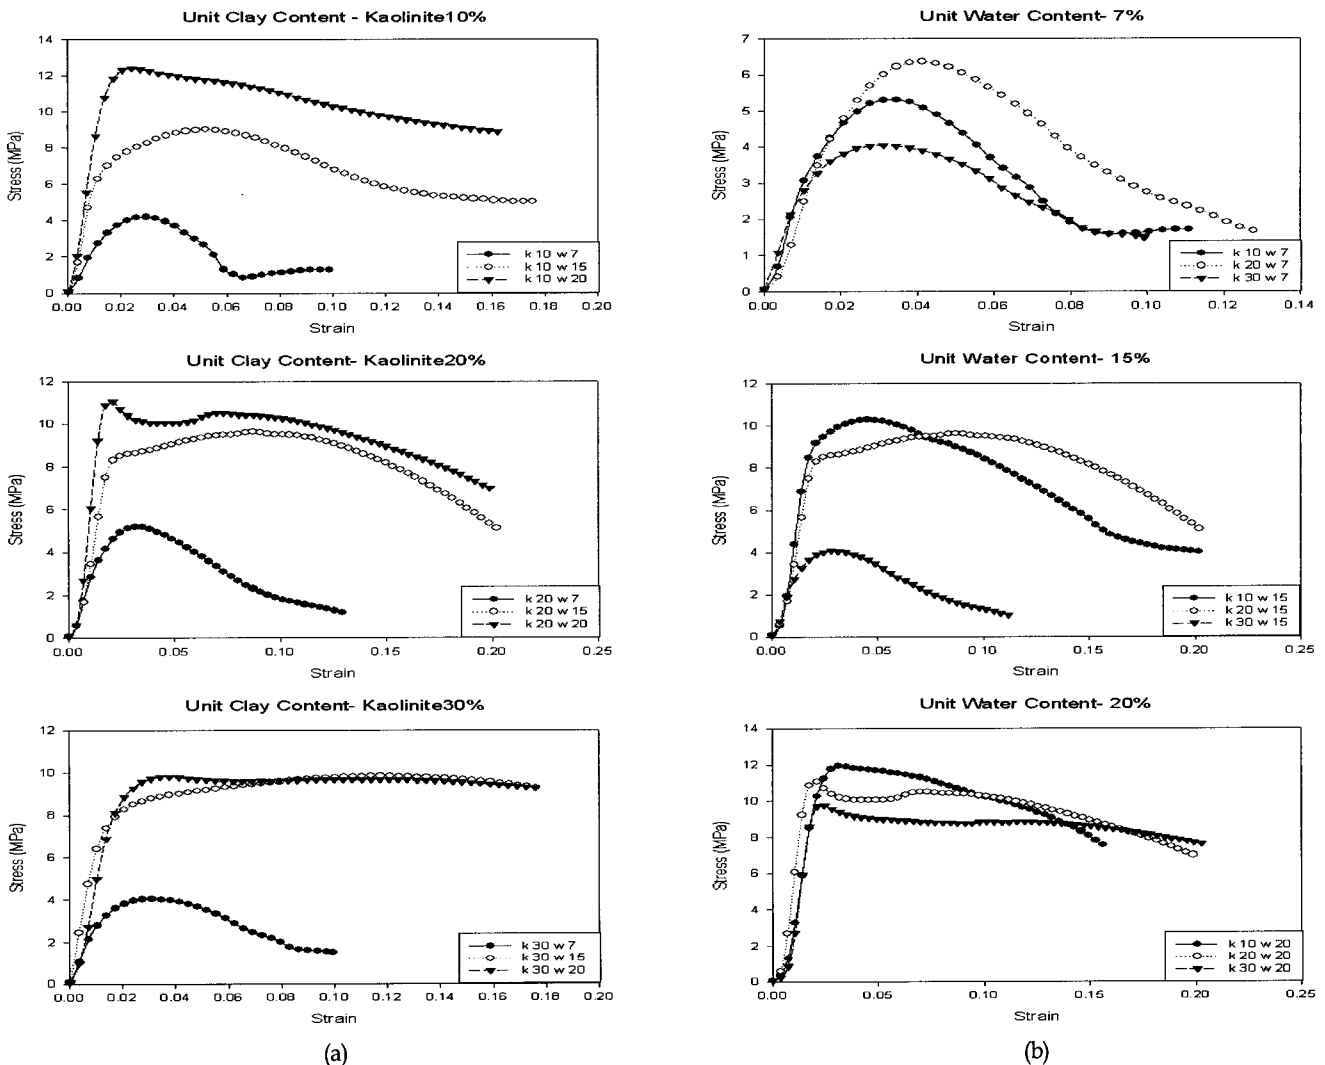 Unit Clay Content - Kaolinite10%
Stress (MPa)
14
12
10
8
6
4
2
0
0.00 0.02 0.04 0.06 0.08 0.10 0.12 0.14 0.16 0.18 0.20
Strain
k 10 w 7
k 10 w 15
k 10 w 20
Unit Clay Content- Kaolinite20%
Stress (MPa)
12
10
8
6
4
2
0
0.00 0.05 0.10 0.15 0.20 0.25
Strain
k 20 w 7
k 20 w 15
k 20 w 20
Unit Clay Content- Kaolinite30%
Stress (MPa)
12
10
8
6
4
2
0
0.00 0.02 0.04 0.06 0.08 0.10 0.12 0.14 0.16 0.18 0.20
Strain
k 30 w 7
k 30 w 15
k 30 w 20
(a)
Unit Water Content- 7%
Stress (MPa)
7
6
5
4
3
2
1
0
0.00 0.02 0.04 0.06 0.08 0.10 0.12 0.14
Strain
k 10 w 7
k 20 w 7
k 30 w 7
Unit Water Content- 15%
Stress (MPa)
12
10
8
6
4
2
0
0.00 0.05 0.10 0.15 0.20 0.25
Strain
k 10 w 15
k 20 w 15
k 30 w 15
Unit Water Content- 20%
Stress (MPa)
14
12
10
8
6
4
2
0
0.00 0.05 0.10 0.15 0.20 0.25
Strain
k 10 w 20
k 20 w 20
k 30 w 20
(b)